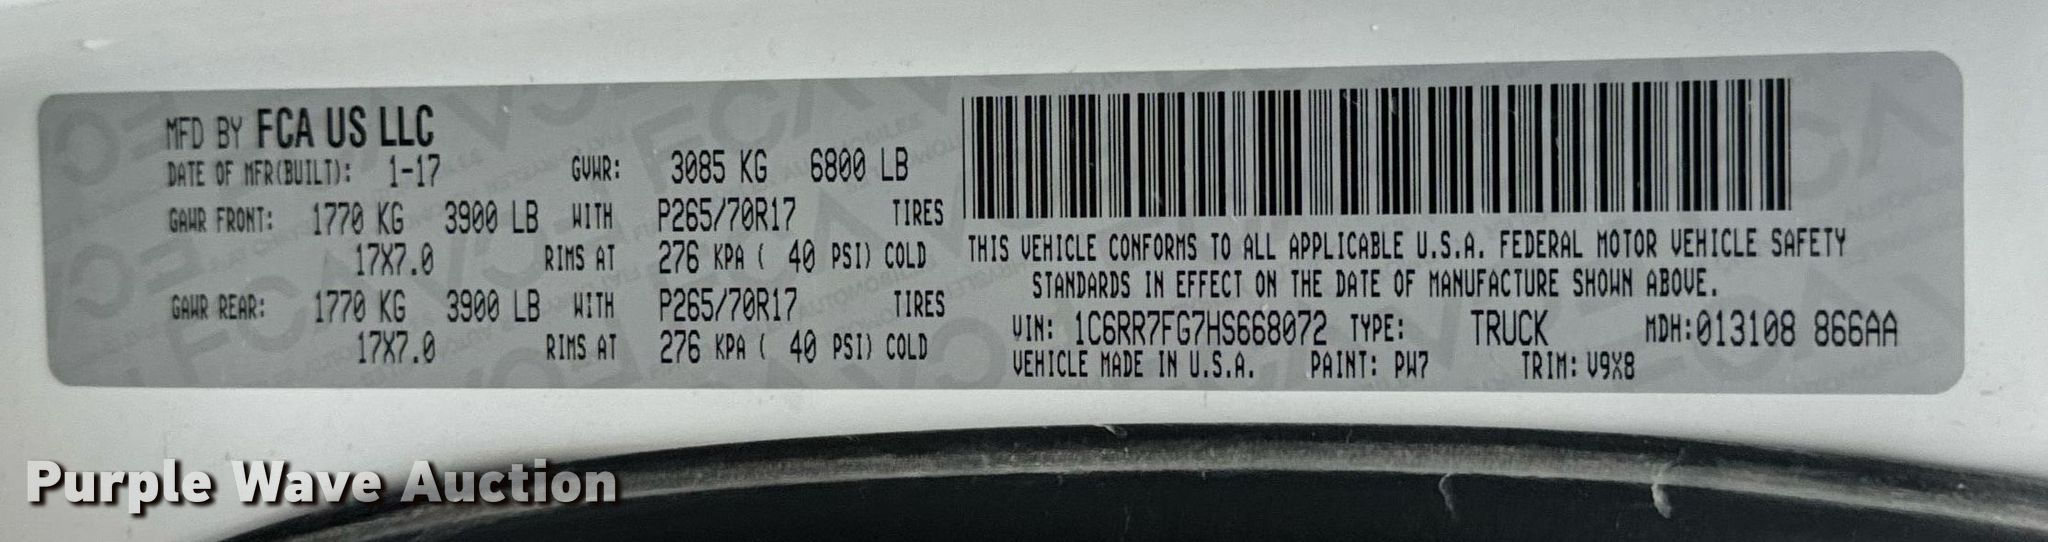 MFD BY FCA US LLC
DATE OF MFR(BUILT): 1-17 GVWR: 3085 KG 6800 LB
GAWR FRONT: 1770 KG 3900 LB WITH P265/70R17 TIRES
17X7.0 RIMS AT 276 KPA ( 40 PSI) COLD
GAWR REAR: 1770 KG 3900 LB WITH P265/70R17 TIRES
17X7.0 RIMS AT 276 KPA ( 40 PSI) COLD
THIS VEHICLE CONFORMS TO ALL APPLICABLE U.S.A. FEDERAL MOTOR VEHICLE SAFETY
STANDARDS IN EFFECT ON THE DATE OF MANUFACTURE SHOWN ABOVE.
VIN: 1C6RR7FG7HS668072 TYPE: TRUCK MDH:013108 866AA
VEHICLE MADE IN U.S.A. PAINT: PW7 TRIM: V9X8
Purple Wave Auction